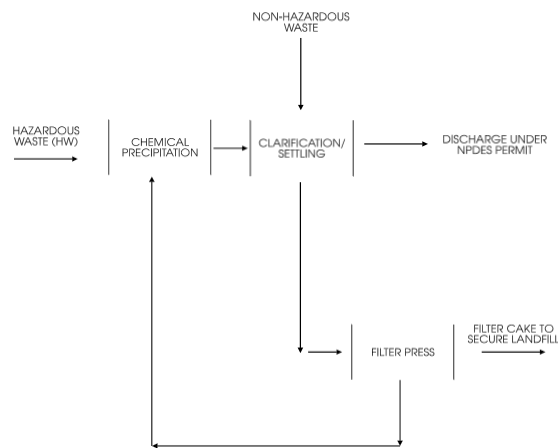 NON-HAZARDOUS
WASTE
HAZARDOUS
WASTE (HW)
CHEMICAL
PRECIPITATION
CLARIFICATION/
SETTLING
DISCHARGE UNDER
NPDES PERMIT
FILTER PRESS
FILTER CAKE TO
SECURE LANDFILL